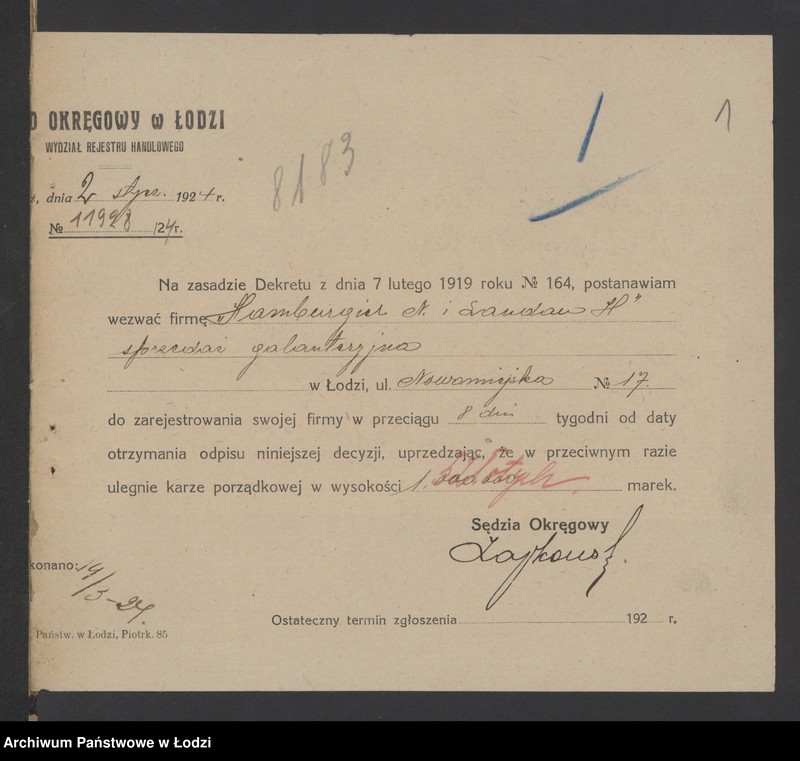 D OKRĘGOWY w ŁODZI
WYDZIAŁ REJESTRU HANDLOWEGO
1
8183
, dnia 2 stycz. 1924 r.
№ 11928/24 r.
Na zasadzie Dekretu z dnia 7 lutego 1919 roku № 164, postanawiam
wezwać firmę „Hamburgier N. i Landau H"
sprzedaż galanteryjna
w Łodzi, ul. Nowomiejska № 17.
do zarejestrowania swojej firmy w przeciągu 8 dni tygodni od daty
otrzymania odpisu niniejszej decyzji, uprzedzając, że w przeciwnym razie
ulegnie karze porządkowej w wysokości 1.000.000 złotych. marek.
Sędzia Okręgowy
konano: 14/3-24.
Państw. w Łodzi, Piotrk. 85
Ostateczny termin zgłoszenia 192 r.
Archiwum Państwowe w Łodzi